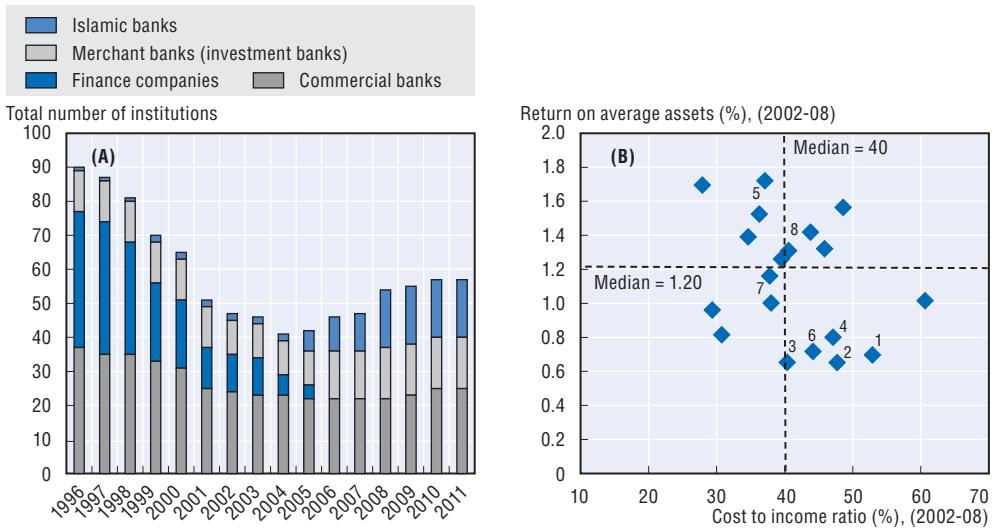 Islamic banks
Merchant banks (investment banks)
Finance companies Commercial banks
Total number of institutions
100
90
80
70
60
50
40
30
20
10
0
(A)
1996 1997 1998 1999 2000 2001 2002 2003 2004 2005 2006 2007 2008 2009 2010 2011
Return on average assets (%), (2002-08)
2.0
1.8
1.6
1.4
1.2
1.0
0.8
0.6
0.4
0.2
0
(B)
Median = 40
5
8
Median = 1.20
7
3
6
4
2
1
10 20 30 40 50 60 70
Cost to income ratio (%), (2002-08)